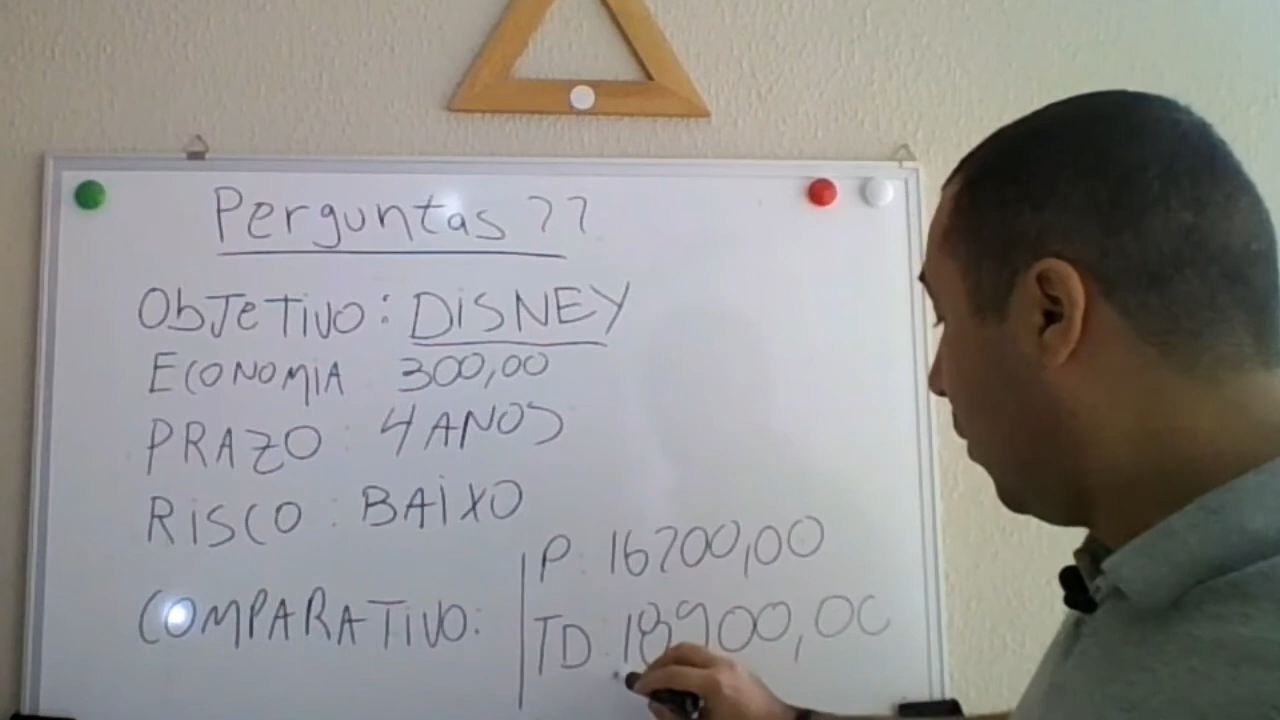 Perguntas ??
ObJeTivo: DiSNEY
ECONOMIA 300,00
PRAZO: 4 ANOS
RiSCO: BAiXO
COMPARATiVO:
P: 16700,00
TD: 18900,00